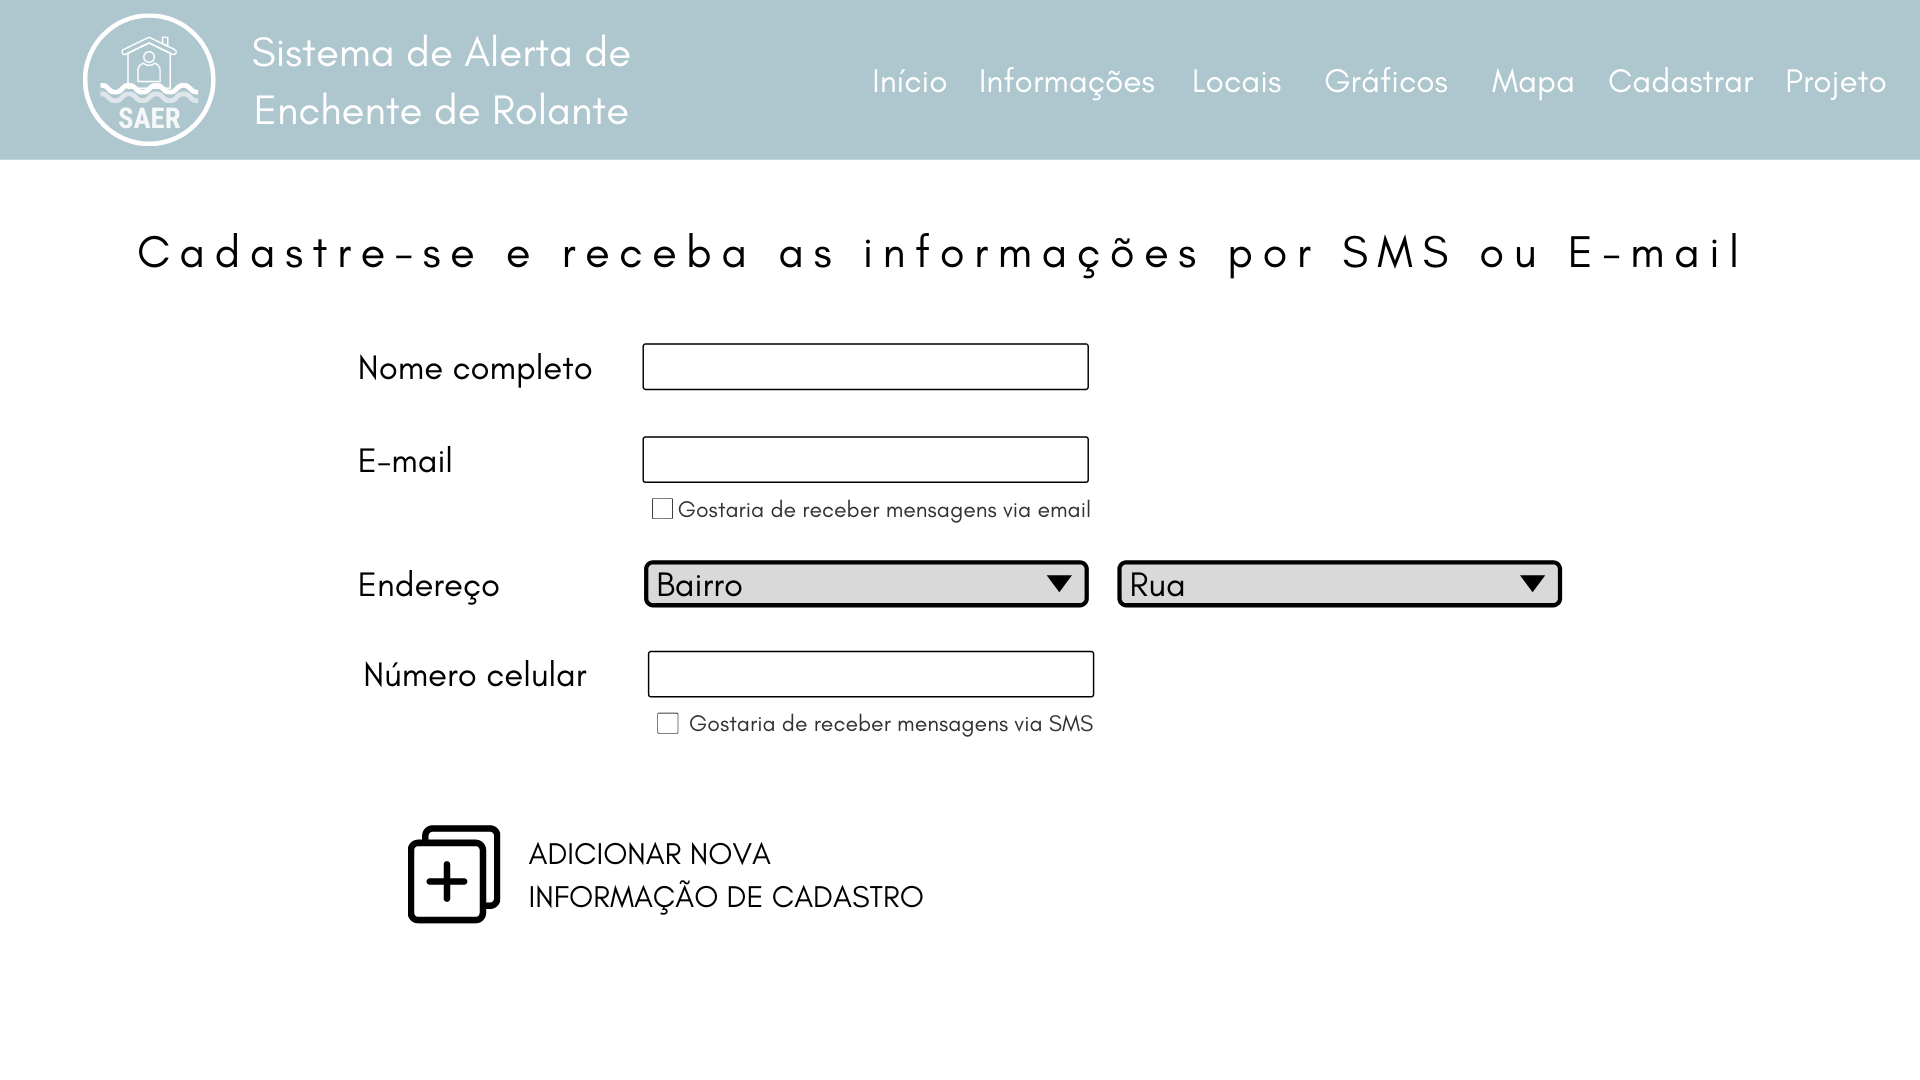 SAER
Sistema de Alerta de
Enchente de Rolante
Início Informações Locais Gráficos Mapa Cadastrar Projeto
Cadastre-se e receba as informações por SMS ou E-mail
Nome completo
E-mail
Gostaria de receber mensagens via email
Endereço Bairro Rua
Número celular
Gostaria de receber mensagens via SMS
ADICIONAR NOVA
INFORMAÇÃO DE CADASTRO